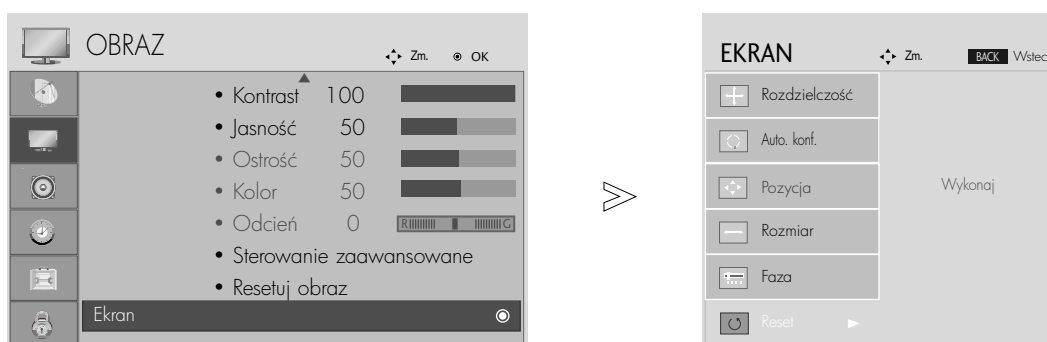 OBRAZ
Zm. OK
• Kontrast 100
• Jasność 50
• Ostrość 50
• Kolor 50
• Odcień 0 R G
• Sterowanie zaawansowane
• Resetuj obraz
Ekran
EKRAN
Zm. BACK Wstec
Rozdzielczość
Auto. konf.
Pozycja
Wykonaj
Rozmiar
Faza
Reset